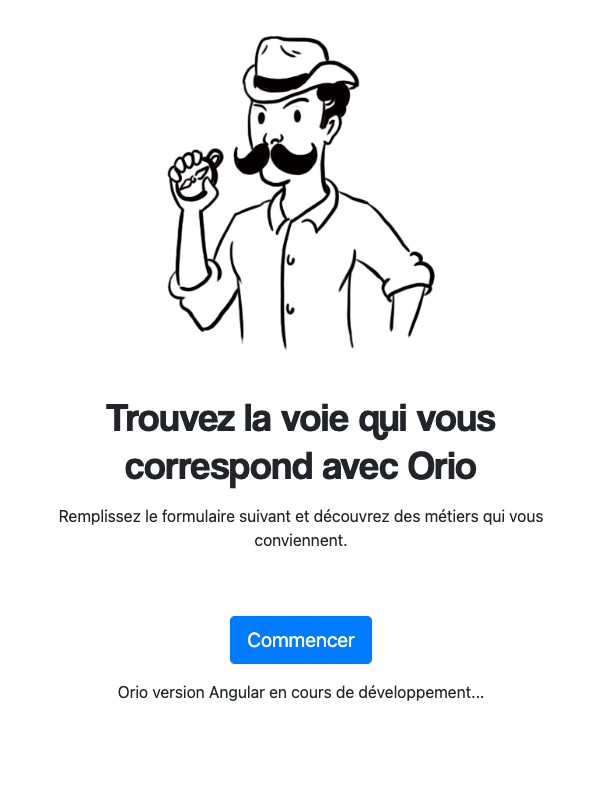 Trouvez la voie qui vous
correspond avec Orio
Remplissez le formulaire suivant et découvrez des métiers qui vous
conviennent.
Commencer
Orio version Angular en cours de développement...